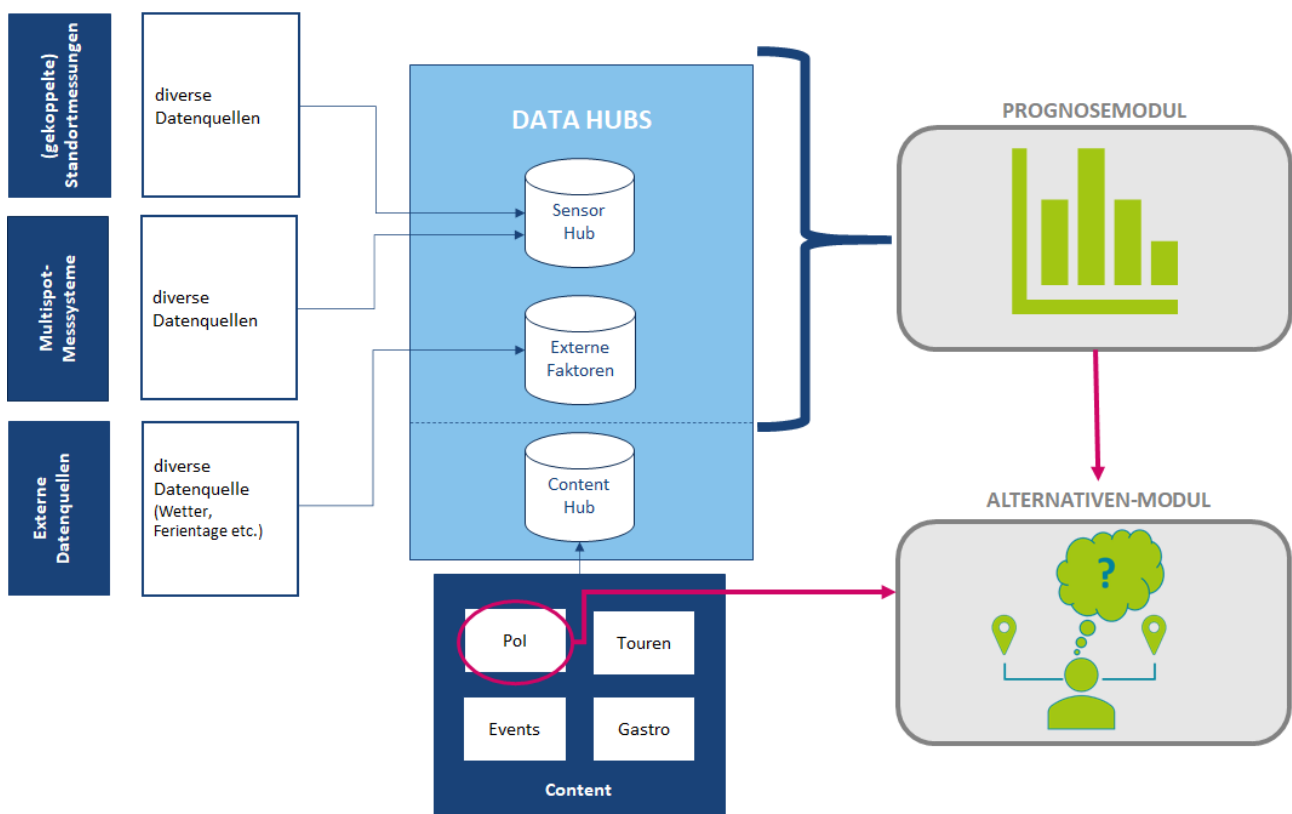 (gekoppelte)
Standortmessungen
diverse
Datenquellen
Multispot-
Messsysteme
diverse
Datenquellen
Externe
Datenquellen
diverse
Datenquelle
(Wetter,
Ferientage etc.)
DATA HUBS
Sensor
Hub
Externe
Faktoren
Content
Hub
PoI
Touren
Events
Gastro
Content
PROGNOSEMODUL
ALTERNATIVEN-MODUL
?